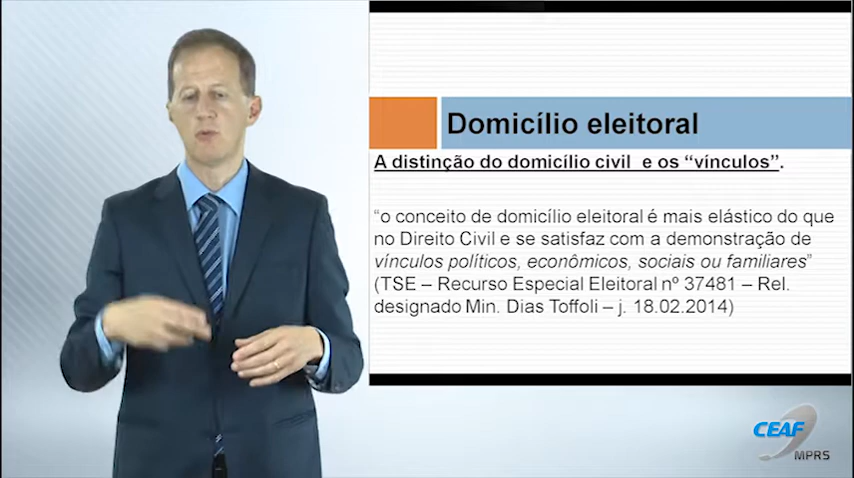 Domicílio eleitoral
A distinção do domicílio civil e os “vínculos”.
“o conceito de domicílio eleitoral é mais elástico do que
no Direito Civil e se satisfaz com a demonstração de
vínculos políticos, econômicos, sociais ou familiares”
(TSE – Recurso Especial Eleitoral nº 37481 – Rel.
designado Min. Dias Toffoli – j. 18.02.2014)
CEAF
MPRS